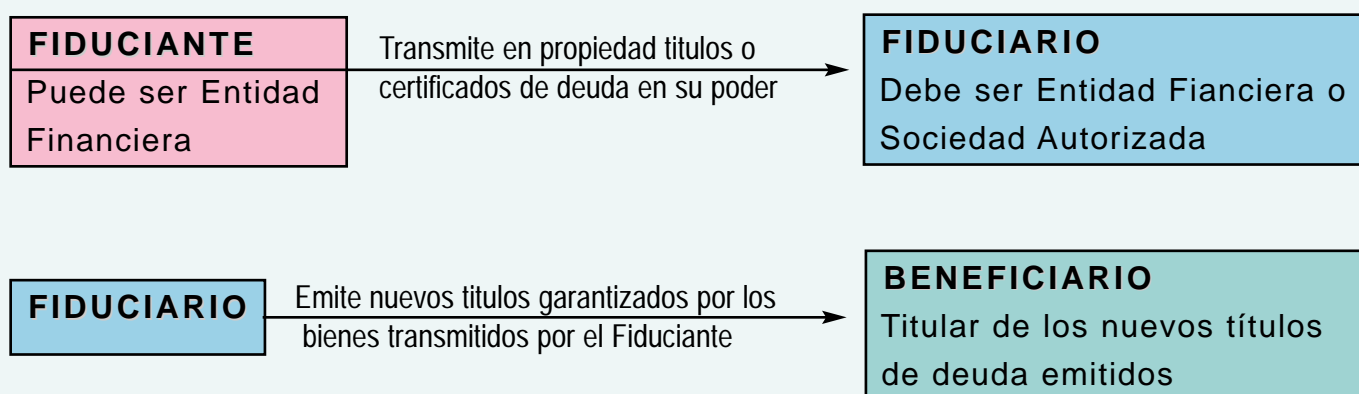 FIDUCIANTE
Puede ser Entidad
Financiera
Transmite en propiedad titulos o
certificados de deuda en su poder
FIDUCIARIO
Debe ser Entidad Fianciera o
Sociedad Autorizada
FIDUCIARIO
Emite nuevos titulos garantizados por los
bienes transmitidos por el Fiduciante
BENEFICIARIO
Titular de los nuevos títulos
de deuda emitidos